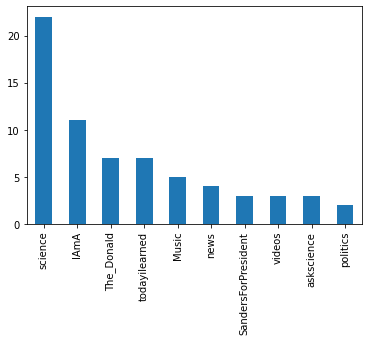 20
15
10
5
0
science
IAmA
The_Donald
todayilearned
Music
news
SandersForPresident
videos
askscience
politics